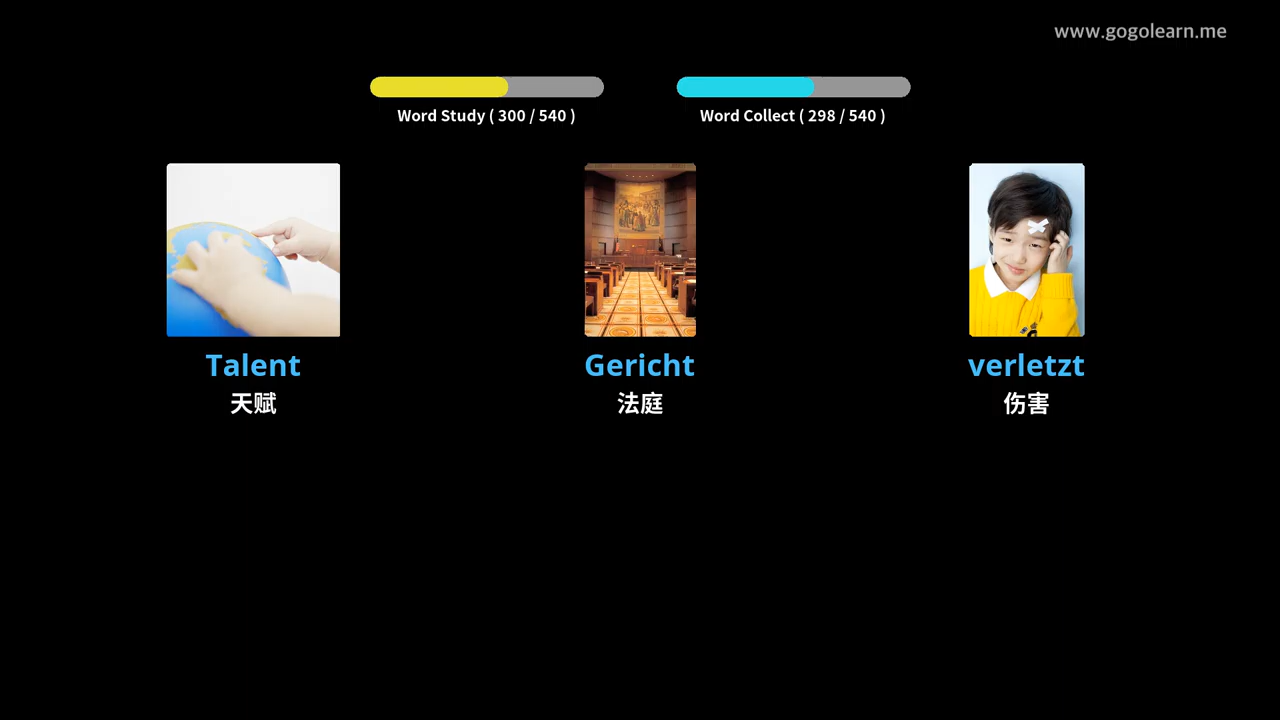 www.gogolearn.me
Word Study ( 300 / 540 )
Word Collect ( 298 / 540 )
Talent
Gericht
verletzt
天赋
法庭
伤害